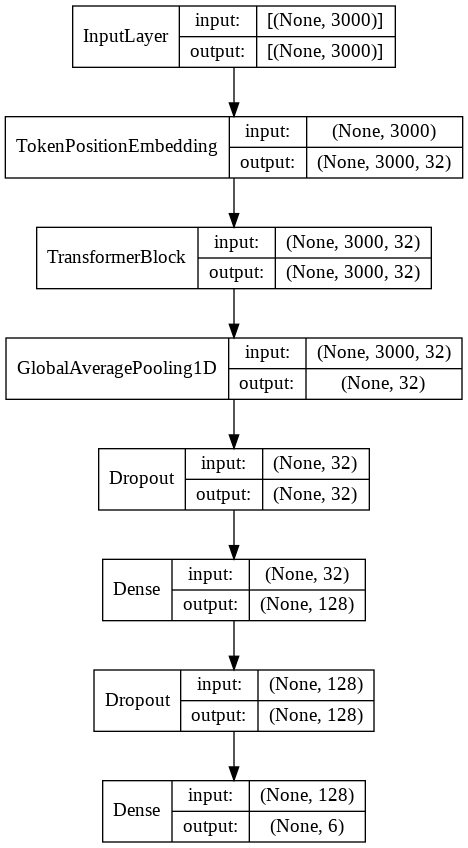 InputLayer
input: [(None, 3000)]
output: [(None, 3000)]
TokenPositionEmbedding
input: (None, 3000)
output: (None, 3000, 32)
TransformerBlock
input: (None, 3000, 32)
output: (None, 3000, 32)
GlobalAveragePooling1D
input: (None, 3000, 32)
output: (None, 32)
Dropout
input: (None, 32)
output: (None, 32)
Dense
input: (None, 32)
output: (None, 128)
Dropout
input: (None, 128)
output: (None, 128)
Dense
input: (None, 128)
output: (None, 6)